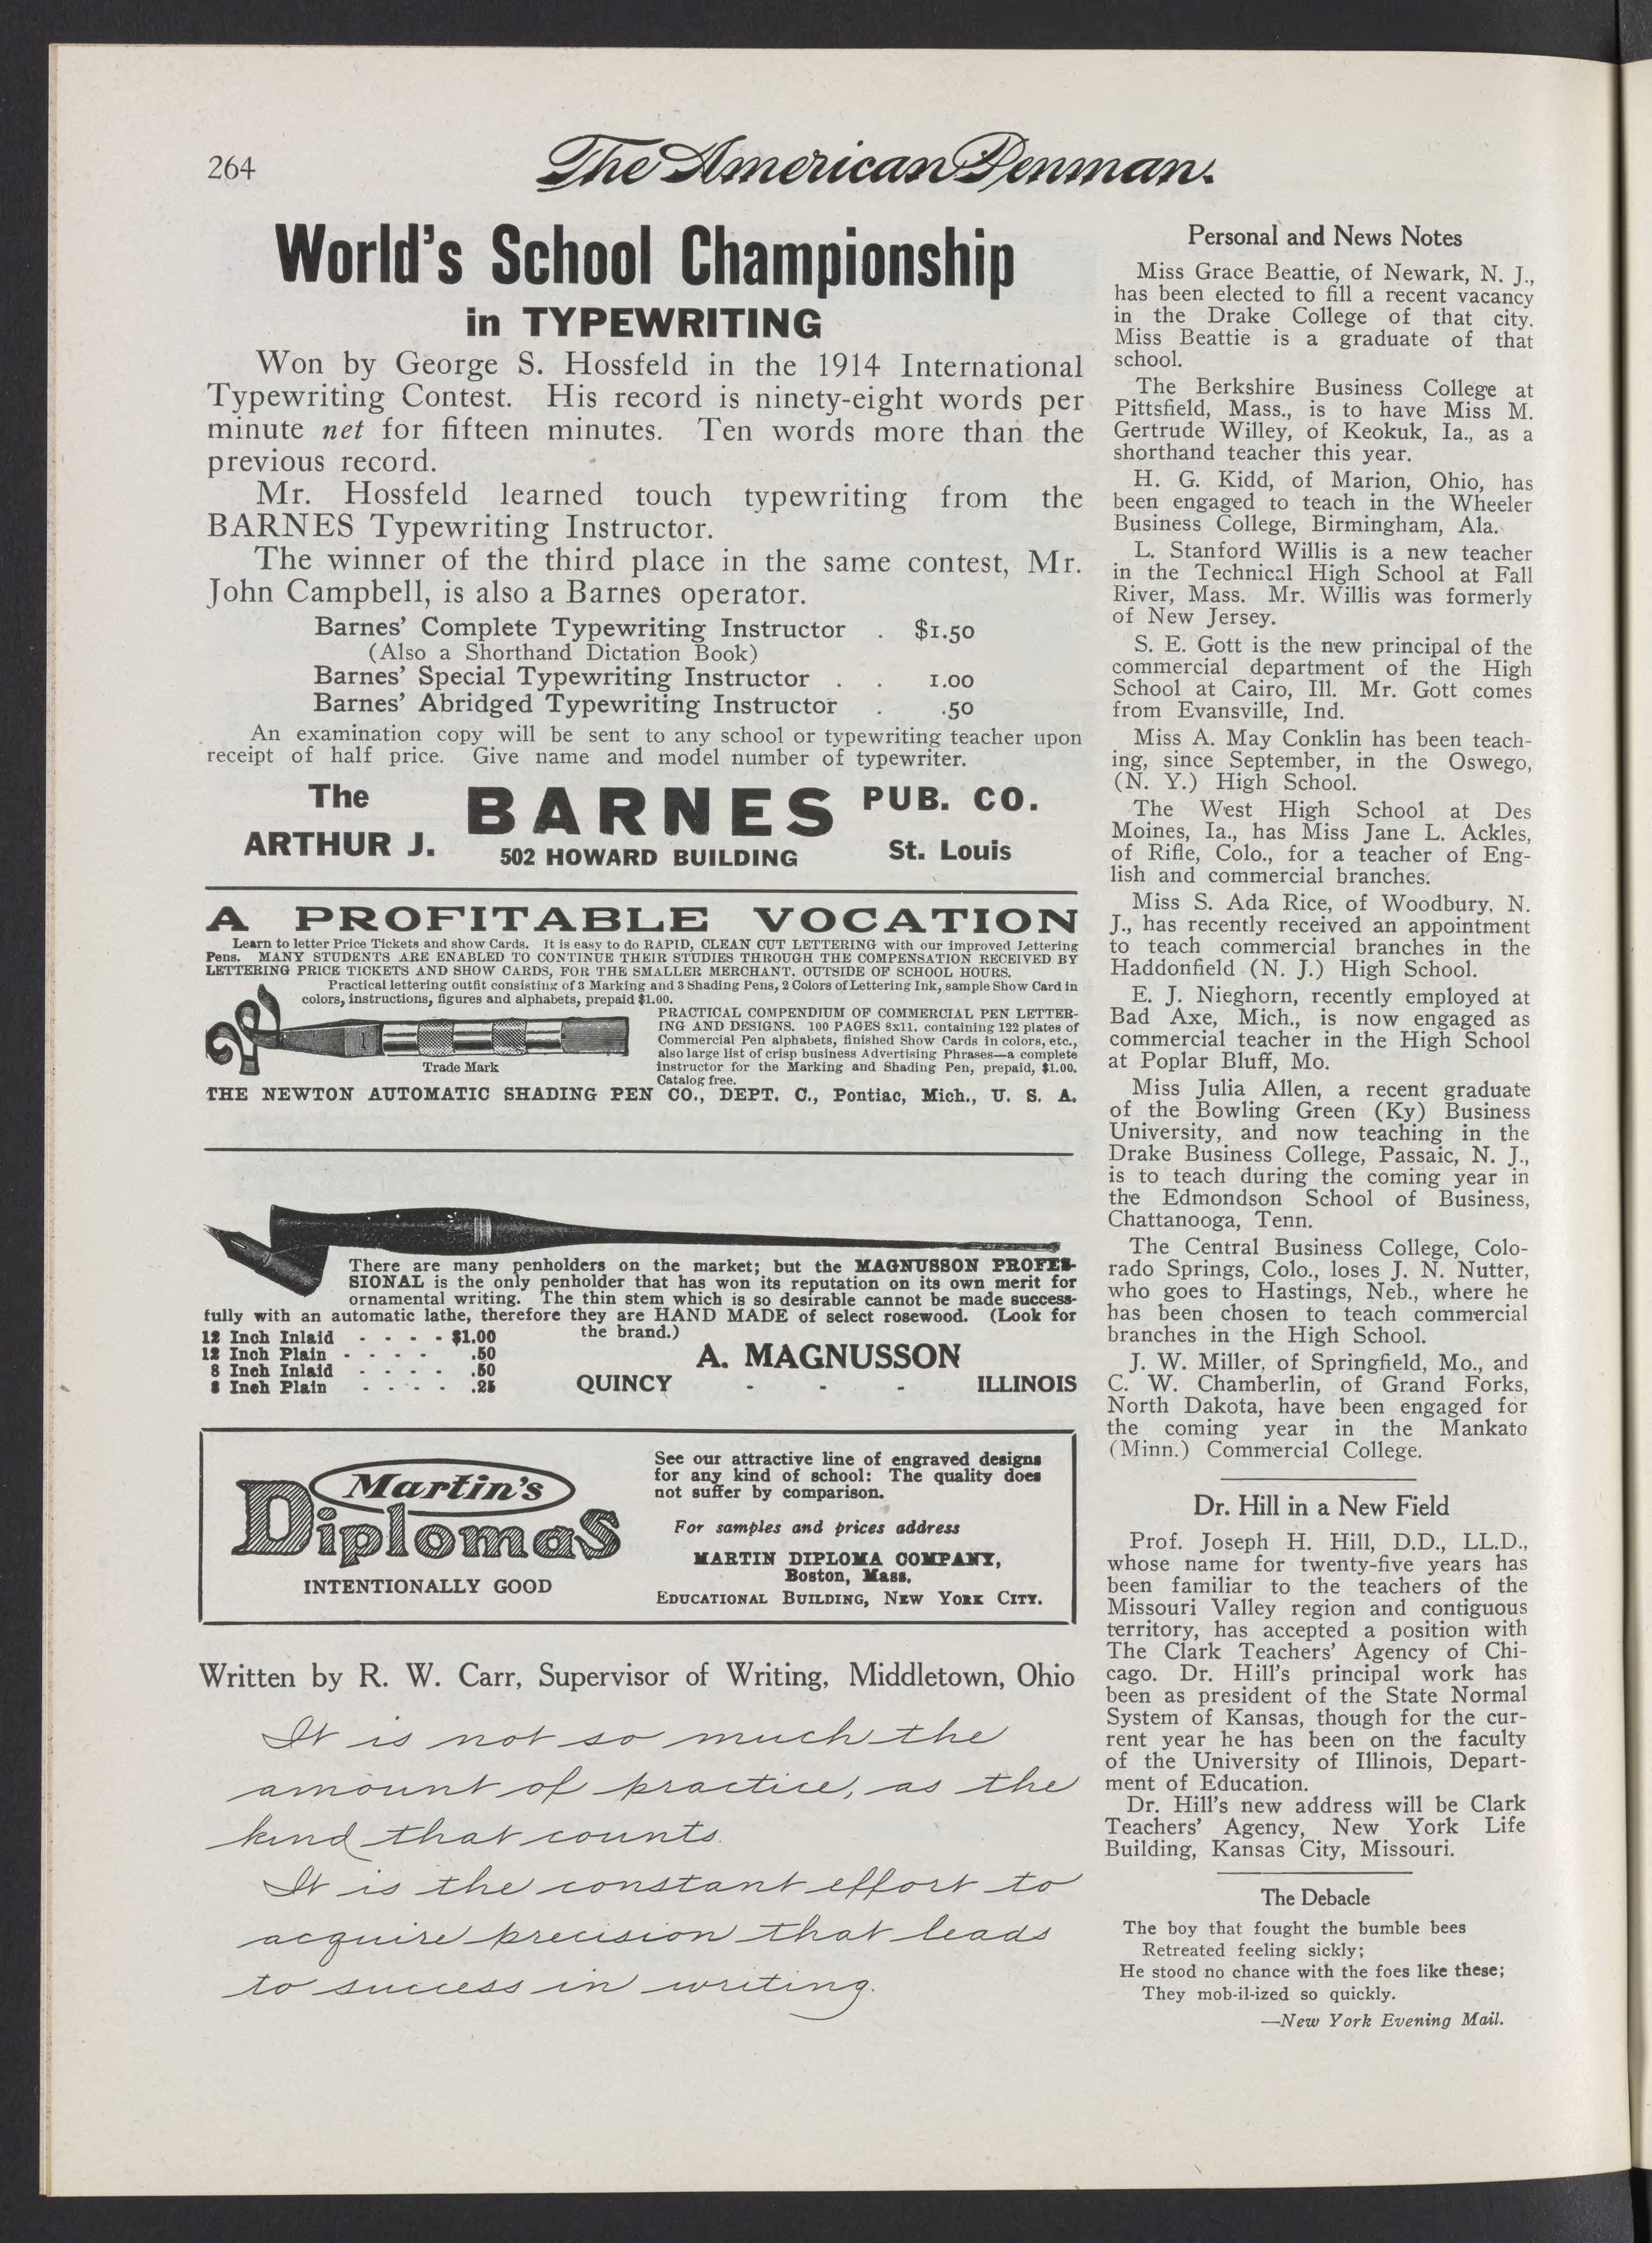 264
The American Penman.
World's School Championship
in TYPEWRITING
Won by George S. Hossfeld in the 1914 International
Typewriting Contest. His record is ninety-eight words per
minute net for fifteen minutes. Ten words more than the
previous record.
Mr. Hossfeld learned touch typewriting from the
BARNES Typewriting Instructor.
The winner of the third place in the same contest, Mr.
John Campbell, is also a Barnes operator.
Barnes' Complete Typewriting Instructor . $1.50
(Also a Shorthand Dictation Book)
Barnes' Special Typewriting Instructor . . 1.00
Barnes' Abridged Typewriting Instructor . .50
An examination copy will be sent to any school or typewriting teacher upon
receipt of half price. Give name and model number of typewriter.
The
ARTHUR J.
BARNES
502 HOWARD BUILDING
PUB. CO.
St. Louis
A PROFITABLE VOCATION
Learn to letter Price Tickets and show Cards. It is easy to do RAPID, CLEAN CUT LETTERING with our improved Lettering
Pens. MANY STUDENTS ARE ENABLED TO CONTINUE THEIR STUDIES THROUGH THE COMPENSATION RECEIVED BY
LETTERING PRICE TICKETS AND SHOW CARDS, FOR THE SMALLER MERCHANT, OUTSIDE OF SCHOOL HOURS.
Practical lettering outfit consisting of 3 Marking and 3 Shading Pens, 2 Colors of Lettering Ink, sample Show Card in
colors, instructions, figures and alphabets, prepaid $1.00.
PRACTICAL COMPENDIUM OF COMMERCIAL PEN LETTER-
ING AND DESIGNS. 100 PAGES 8x11, containing 122 plates of
Commercial Pen alphabets, finished Show Cards in colors, etc.,
also large list of crisp business Advertising Phrases—a complete
instructor for the Marking and Shading Pen, prepaid, $1.00.
Catalog free.
Trade Mark
THE NEWTON AUTOMATIC SHADING PEN CO., DEPT. C., Pontiac, Mich., U. S. A.
There are many penholders on the market; but the MAGNUSSON PROFES-
SIONAL is the only penholder that has won its reputation on its own merit for
ornamental writing. The thin stem which is so desirable cannot be made success-
fully with an automatic lathe, therefore they are HAND MADE of select rosewood. (Look for
the brand.)
12 Inch Inlaid - - - - $1.00
12 Inch Plain - - - - .50
8 Inch Inlaid - - - - .50
8 Inch Plain - - - - .25
A. MAGNUSSON
QUINCY - - - ILLINOIS
Martin's
Diplomas
INTENTIONALLY GOOD
See our attractive line of engraved designs
for any kind of school: The quality does
not suffer by comparison.
For samples and prices address
MARTIN DIPLOMA COMPANY,
Boston, Mass.
EDUCATIONAL BUILDING, NEW YORK CITY.
Written by R. W. Carr, Supervisor of Writing, Middletown, Ohio
It is not so much the
amount of practice, as the
kind that counts.
It is the constant effort to
acquire precision that leads
to success in writing.
Personal and News Notes
Miss Grace Beattie, of Newark, N. J.,
has been elected to fill a recent vacancy
in the Drake College of that city.
Miss Beattie is a graduate of that
school.
The Berkshire Business College at
Pittsfield, Mass., is to have Miss M.
Gertrude Willey, of Keokuk, Ia., as a
shorthand teacher this year.
H. G. Kidd, of Marion, Ohio, has
been engaged to teach in the Wheeler
Business College, Birmingham, Ala.
L. Stanford Willis is a new teacher
in the Technical High School at Fall
River, Mass. Mr. Willis was formerly
of New Jersey.
S. E. Gott is the new principal of the
commercial department of the High
School at Cairo, Ill. Mr. Gott comes
from Evansville, Ind.
Miss A. May Conklin has been teach-
ing, since September, in the Oswego,
(N. Y.) High School.
The West High School at Des
Moines, Ia., has Miss Jane L. Ackles,
of Rifle, Colo., for a teacher of Eng-
lish and commercial branches.
Miss S. Ada Rice, of Woodbury, N.
J., has recently received an appointment
to teach commercial branches in the
Haddonfield (N. J.) High School.
E. J. Nieghorn, recently employed at
Bad Axe, Mich., is now engaged as
commercial teacher in the High School
at Poplar Bluff, Mo.
Miss Julia Allen, a recent graduate
of the Bowling Green (Ky) Business
University, and now teaching in the
Drake Business College, Passaic, N. J.,
is to teach during the coming year in
the Edmondson School of Business,
Chattanooga, Tenn.
The Central Business College, Colo-
rado Springs, Colo., loses J. N. Nutter,
who goes to Hastings, Neb., where he
has been chosen to teach commercial
branches in the High School.
J. W. Miller, of Springfield, Mo., and
C. W. Chamberlin, of Grand Forks,
North Dakota, have been engaged for
the coming year in the Mankato
(Minn.) Commercial College.
Dr. Hill in a New Field
Prof. Joseph H. Hill, D.D., LL.D.,
whose name for twenty-five years has
been familiar to the teachers of the
Missouri Valley region and contiguous
territory, has accepted a position with
The Clark Teachers' Agency of Chi-
cago. Dr. Hill's principal work has
been as president of the State Normal
System of Kansas, though for the cur-
rent year he has been on the faculty
of the University of Illinois, Depart-
ment of Education.
Dr. Hill's new address will be Clark
Teachers' Agency, New York Life
Building, Kansas City, Missouri.
The Debacle
The boy that fought the bumble bees
Retreated feeling sickly;
He stood no chance with the foes like these;
They mob-il-ized so quickly.
—New York Evening Mail.